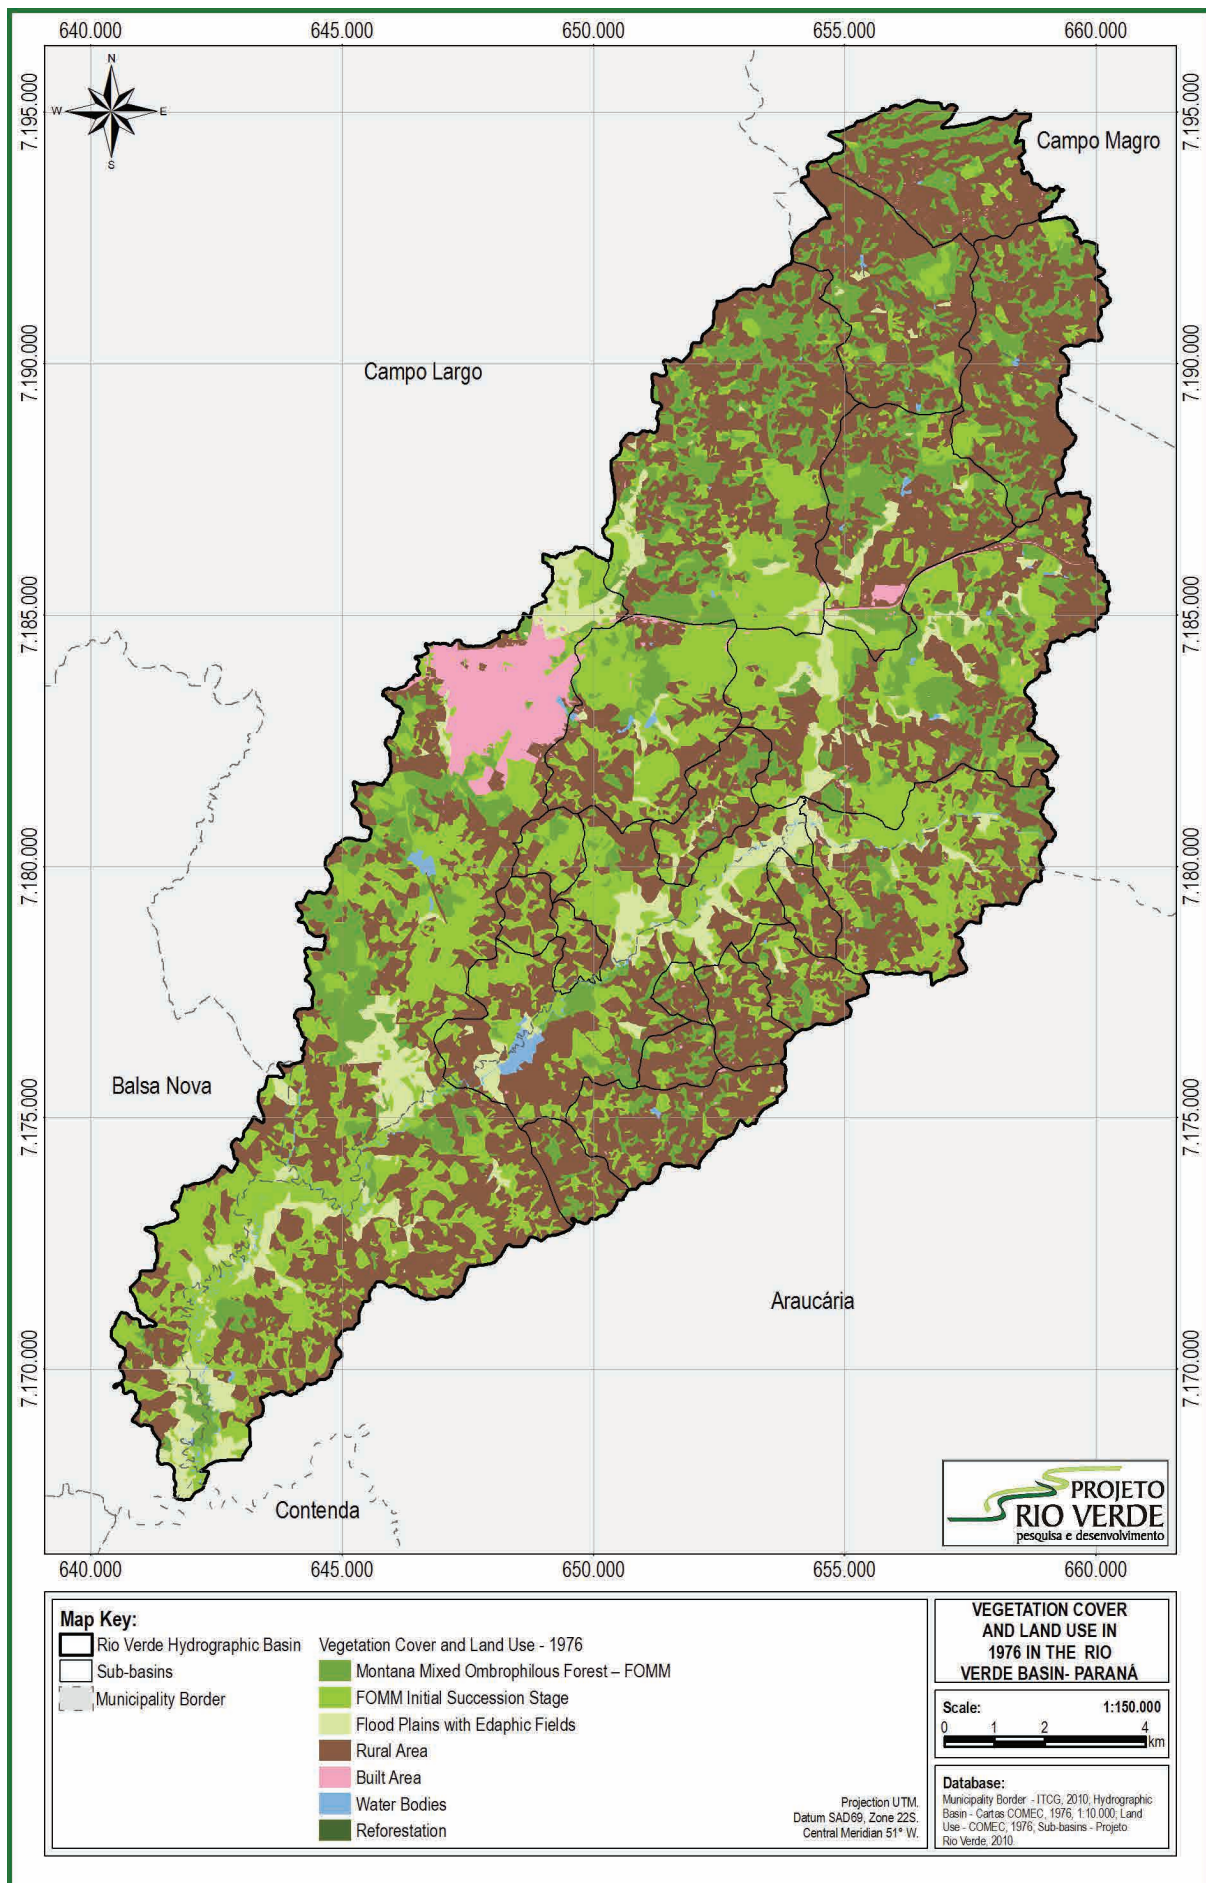 640.000 645.000 650.000 655.000 660.000
7.195.000
7.195.000
N
W
E
S
Campo Magro
7.190.000
7.190.000
Campo Largo
7.185.000
7.185.000
7.180.000
7.180.000
Balsa Nova
7.175.000
7.175.000
Araucária
7.170.000
7.170.000
Contenda
PROJETO
RIO VERDE
pesquisa e desenvolvimento
640.000 645.000 650.000 655.000 660.000
Map Key:
Rio Verde Hydrographic Basin
Sub-basins
Municipality Border
Vegetation Cover and Land Use - 1976
Montana Mixed Ombrophilous Forest – FOMM
FOMM Initial Succession Stage
Flood Plains with Edaphic Fields
Rural Area
Built Area
Water Bodies
Reforestation
Projection UTM.
Datum SAD69, Zone 22S.
Central Meridian 51° W.
VEGETATION COVER
AND LAND USE IN
1976 IN THE RIO
VERDE BASIN- PARANÁ
Scale: 1:150.000
0 1 2 4
km
Database:
Municipality Border - ITCG, 2010; Hydrographic
Basin - Cartas COMEC, 1976, 1:10.000; Land
Use - COMEC, 1976; Sub-basins - Projeto
Rio Verde, 2010.